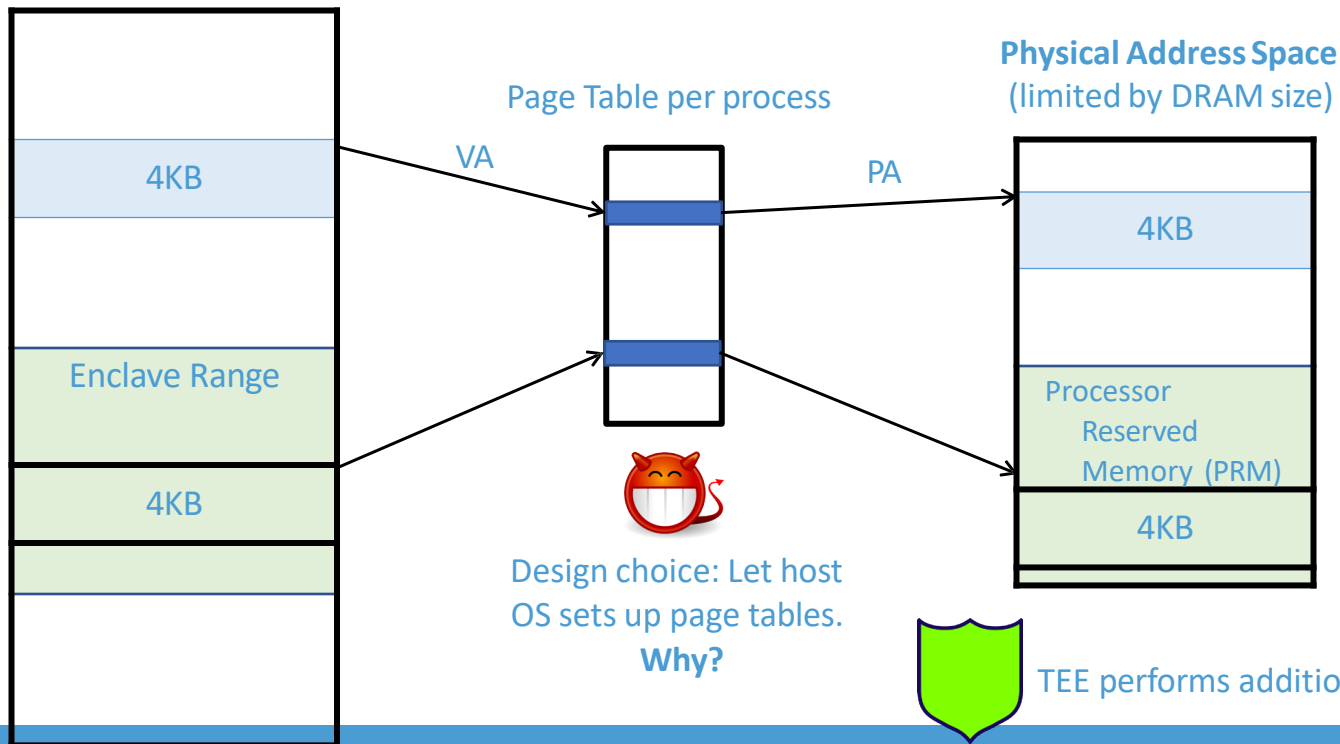 4KB
Enclave Range
4KB
Page Table per process
VA
PA
Design choice: Let host
OS sets up page tables.
Why?
Physical Address Space
(limited by DRAM size)
4KB
Processor
Reserved
Memory (PRM)
4KB
TEE performs additio